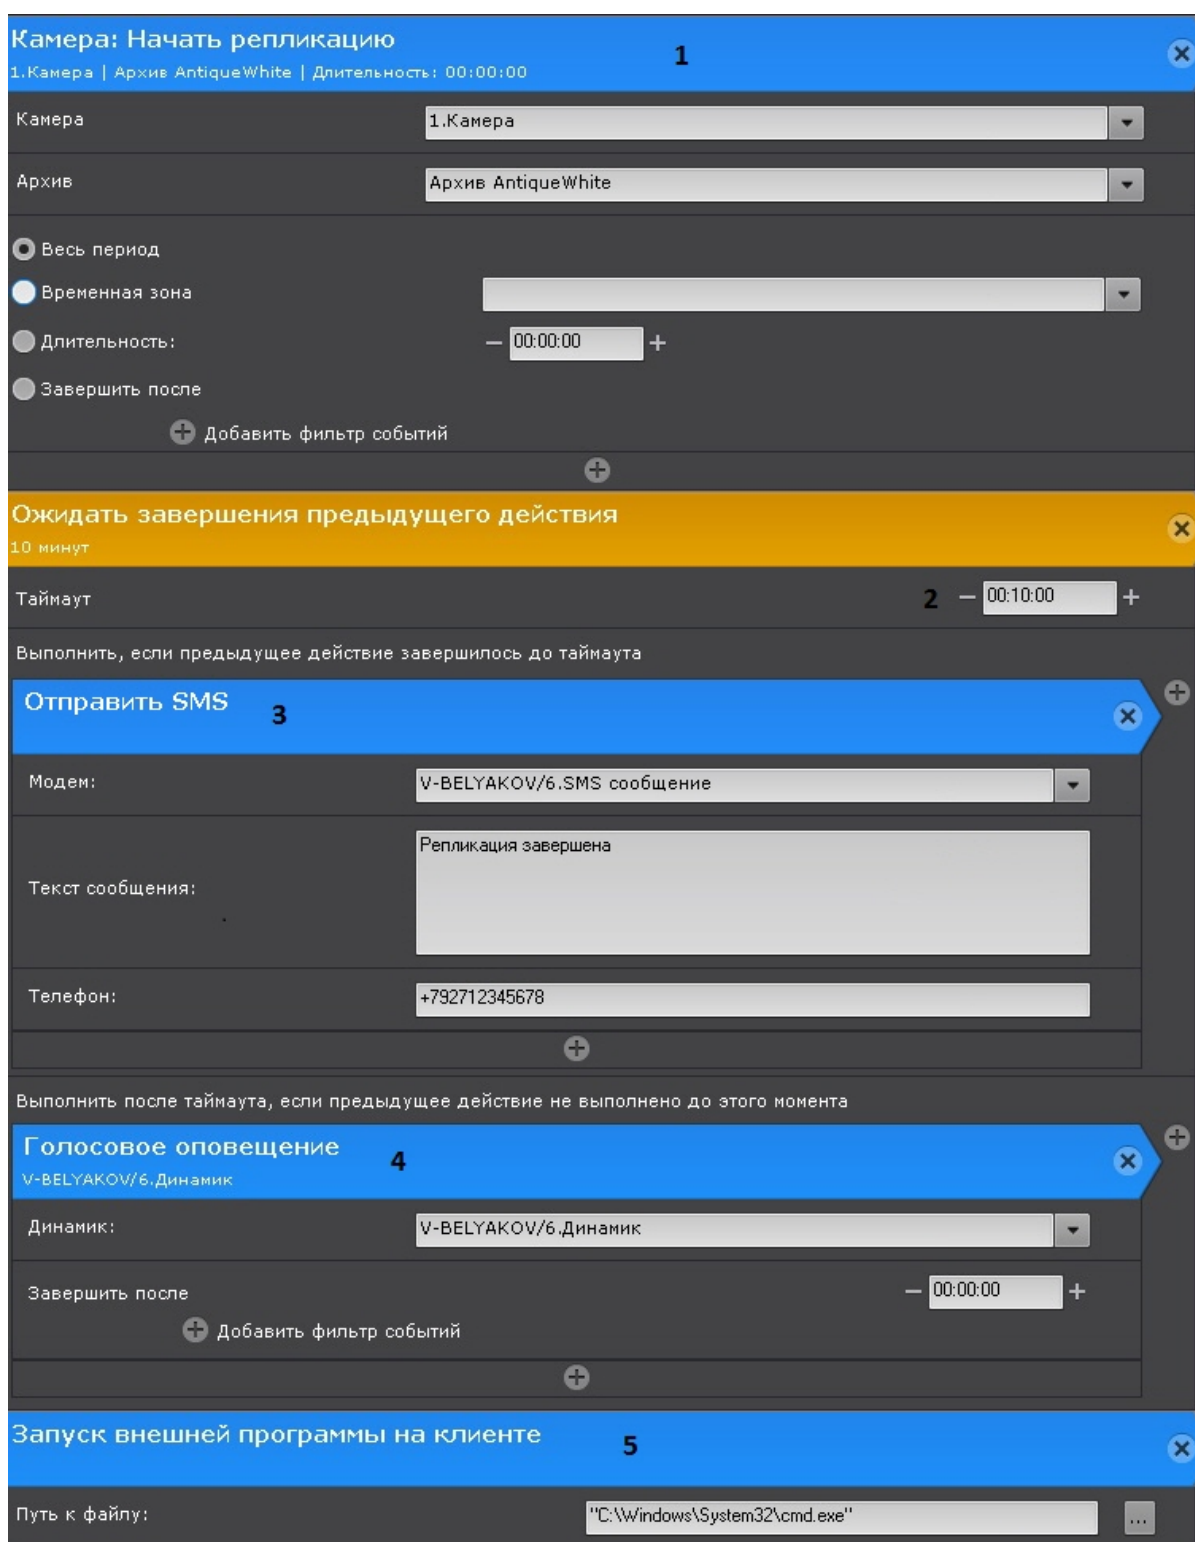 Камера: Начать репликацию 1
1.Камера | Архив AntiqueWhite | Длительность: 00:00:00
Камера 1.Камера
Архив Архив AntiqueWhite
Весь период
Временная зона
Длительность: 00:00:00
Завершить после
Добавить фильтр событий
Ожидать завершения предыдущего действия
10 минут
Таймаут 2 00:10:00
Выполнить, если предыдущее действие завершилось до таймаута
Отправить SMS 3
Модем: V-BELYAKOV/6.SMS сообщение
Репликация завершена
Текст сообщения:
Телефон: +792712345678
Выполнить после таймаута, если предыдущее действие не выполнено до этого момента
Голосовое оповещение 4
V-BELYAKOV/6.Динамик
Динамик: V-BELYAKOV/6.Динамик
Завершить после 00:00:00
Добавить фильтр событий
Запуск внешней программы на клиенте 5
Путь к файлу: "C:\Windows\System32\cmd.exe" ...